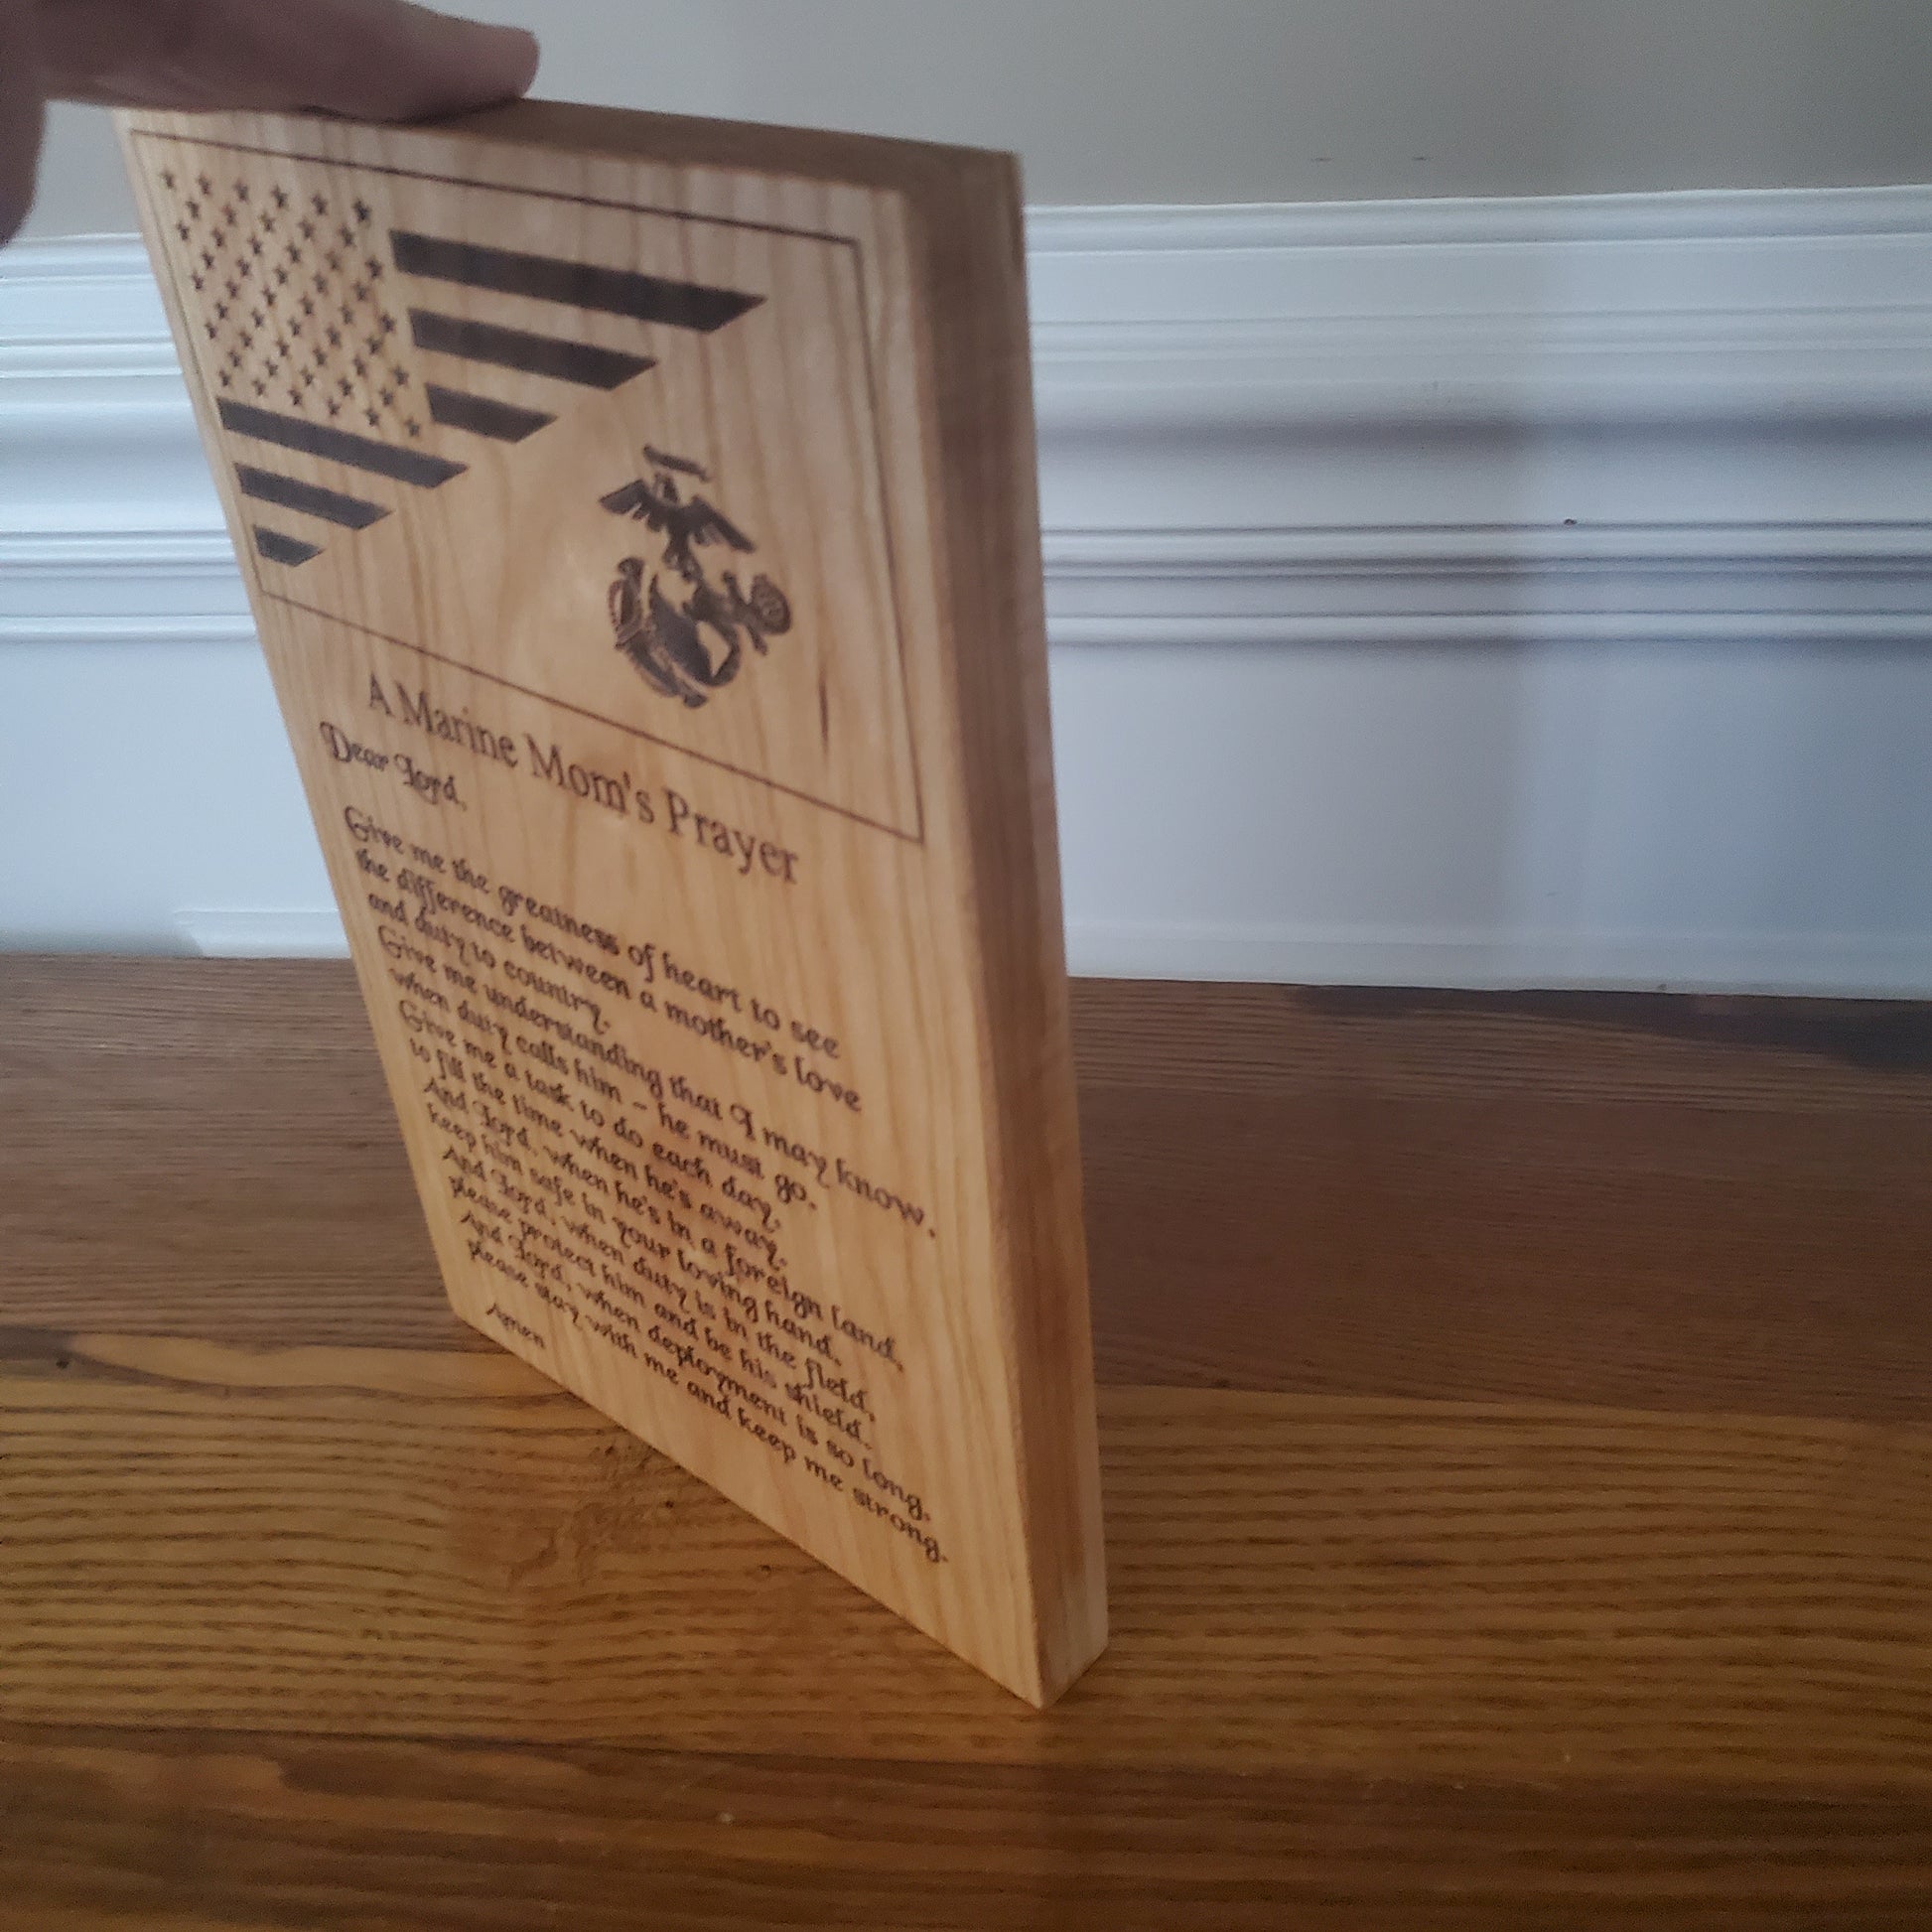 A Marine Mom's Prayer
Dear Lord,
Give me the greatness of heart to see
the difference between a mother's love
and duty to country.
Give me understanding that I may know,
when duty calls him - he must go.
Give me a task to do each day,
to fill the time when he's away.
And Lord, when he's in a foreign land,
keep him safe in your loving hand.
And Lord, when duty is in the field,
please protect him and be his shield.
And Lord, when deployment is so long,
please stay with me and keep me strong.
Amen